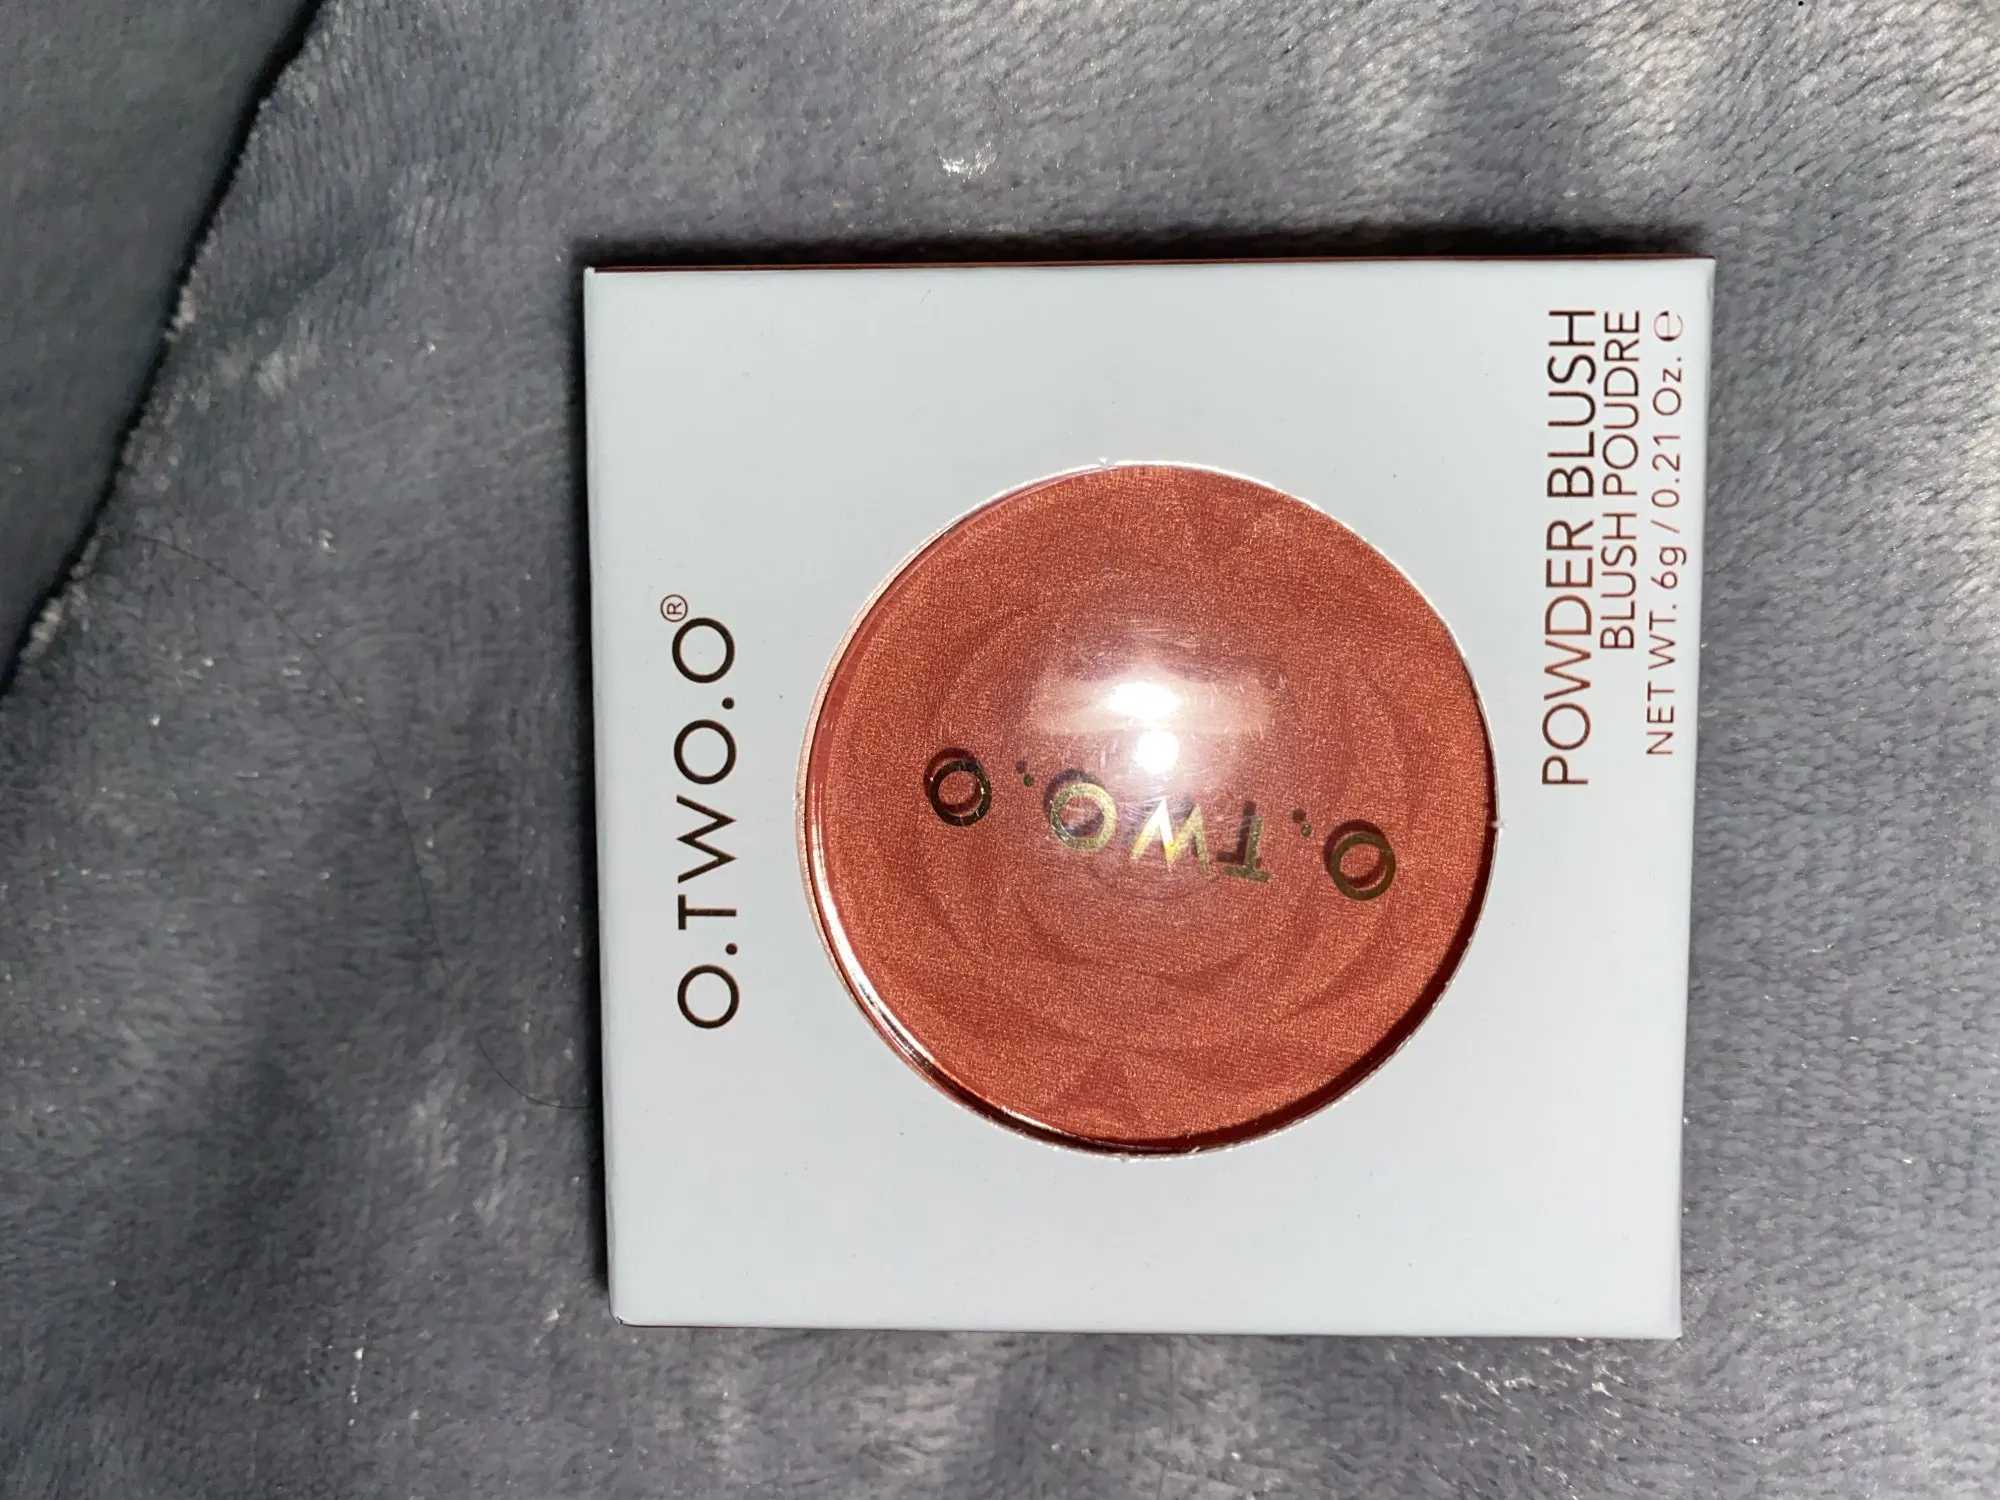 O.TWO.O®
O.TWO.O
POWDER BLUSH
BLUSH POUDRE
NET WT. 6g / 0.21 Oz. ℮